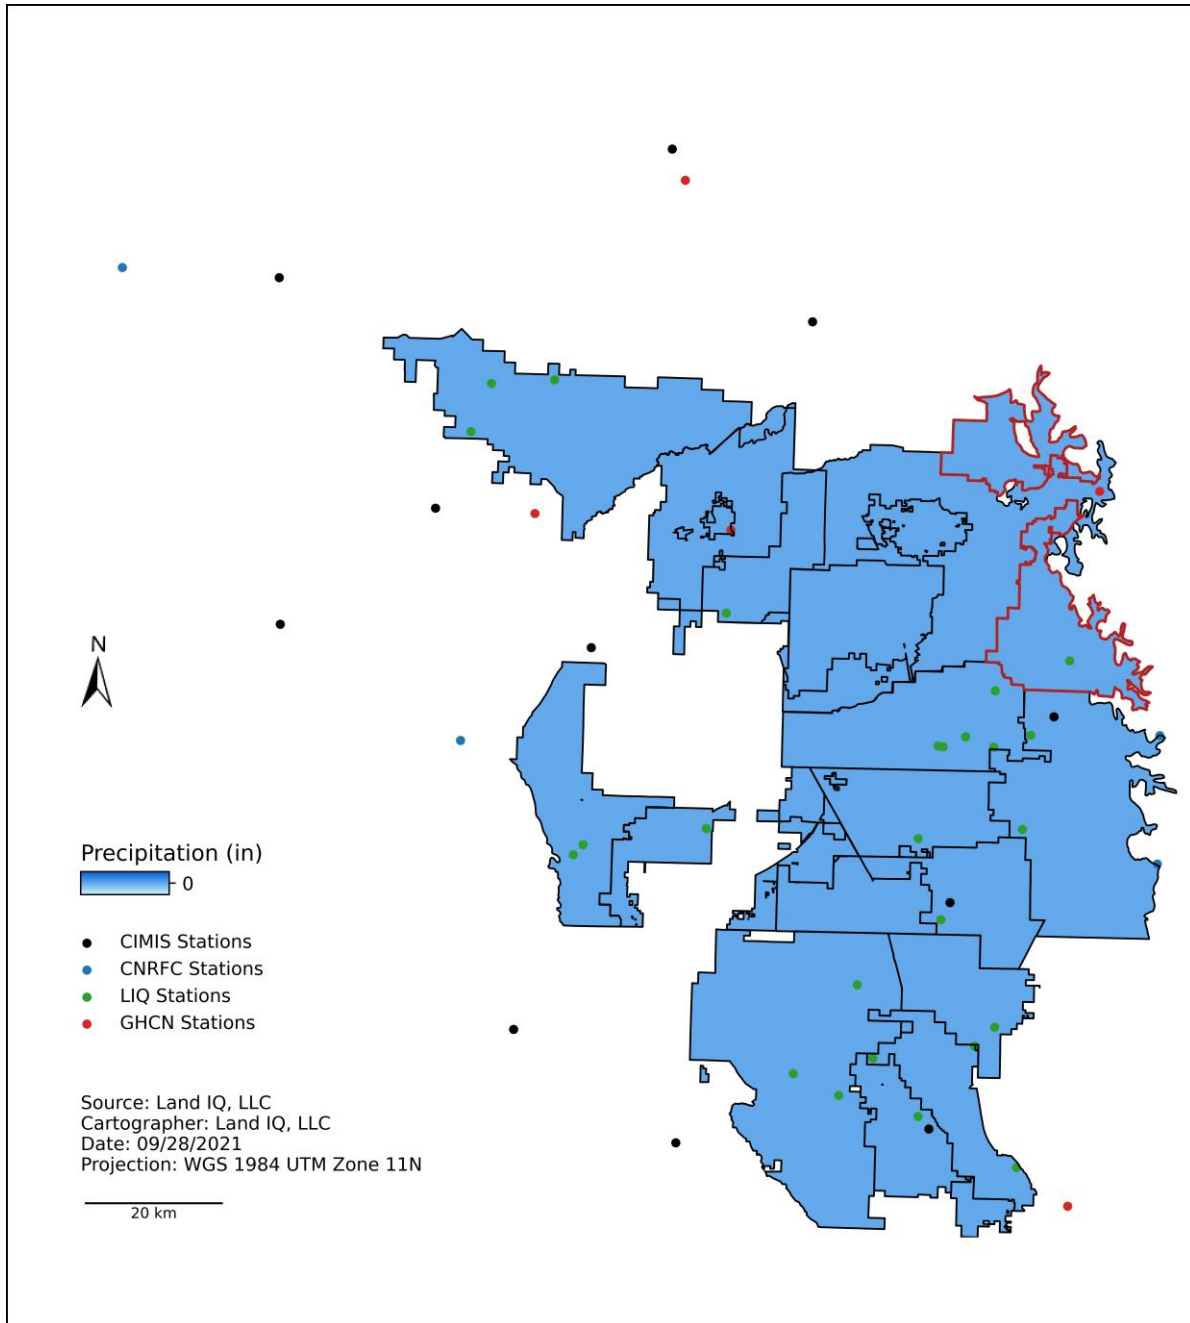 N
Precipitation (in)
0
CIMIS Stations
CNRFC Stations
LIQ Stations
GHCN Stations
Source: Land IQ, LLC
Cartographer: Land IQ, LLC
Date: 09/28/2021
Projection: WGS 1984 UTM Zone 11N
20 km